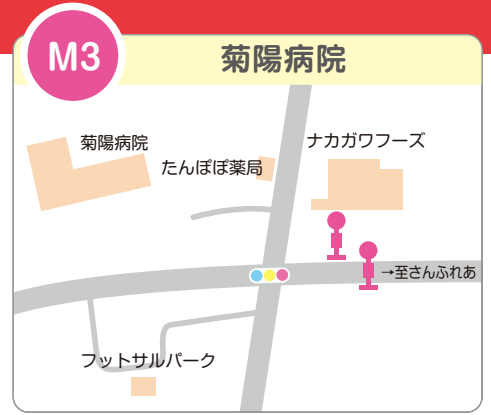 M3
菊陽病院
菊陽病院
ナカガワフーズ
たんぽぽ薬局
→至さんふれあ
フットサルパーク